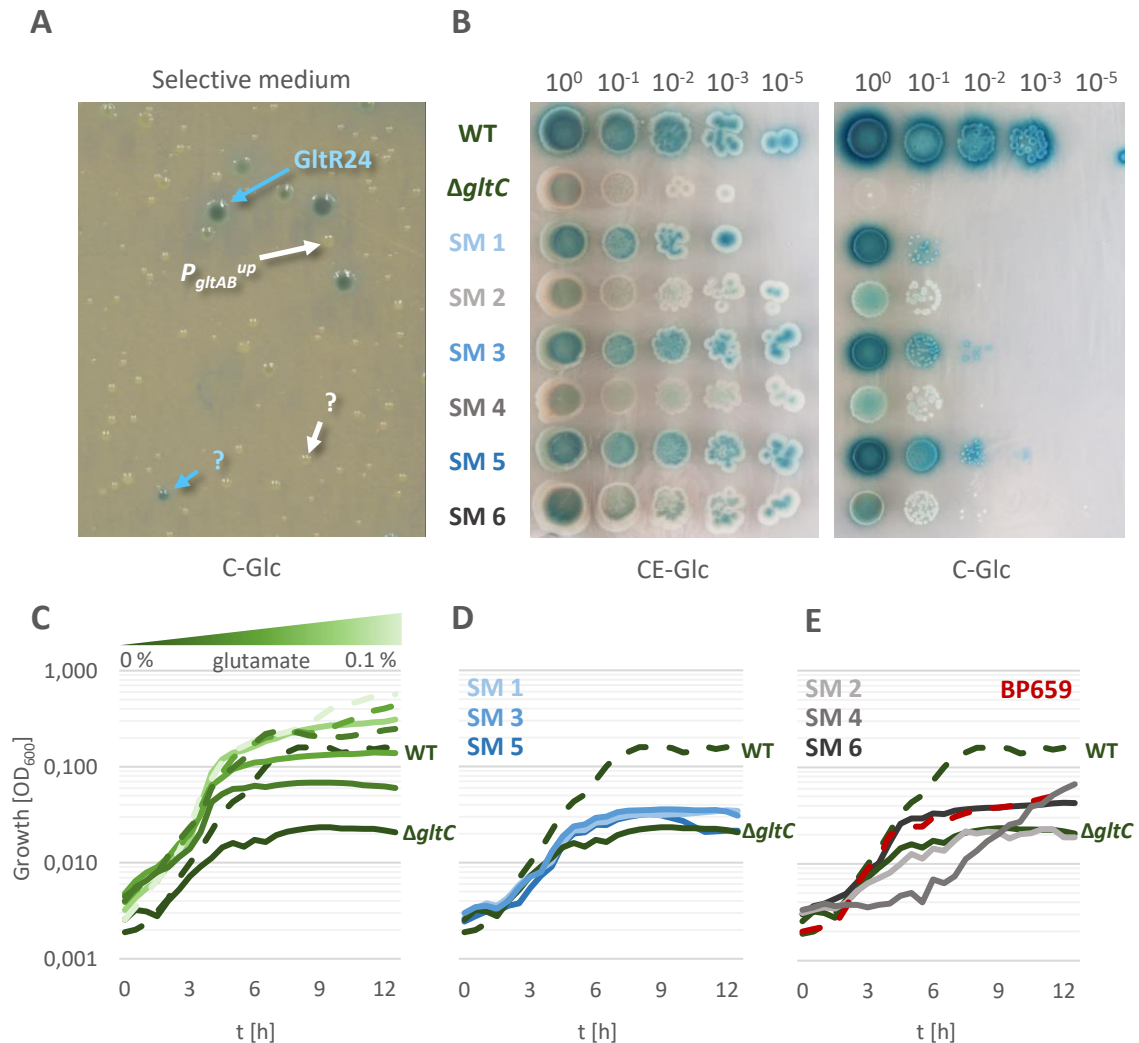 A
B
Selective medium
10⁰ 10⁻¹ 10⁻² 10⁻³ 10⁻⁵
10⁰ 10⁻¹ 10⁻² 10⁻³ 10⁻⁵
GltR24
P_gltAB^up
?
?
WT
ΔgltC
SM 1
SM 2
SM 3
SM 4
SM 5
SM 6
C-Glc
CE-Glc
C-Glc
C
D
E
0 % glutamate 0.1 %
Growth [OD₆₀₀]
1,000
0,100
0,010
0,001
WT
ΔgltC
0 3 6 9 12
t [h]
SM 1
SM 3
SM 5
WT
ΔgltC
0 3 6 9 12
t [h]
SM 2 BP659
SM 4
SM 6
WT
ΔgltC
0 3 6 9 12
t [h]